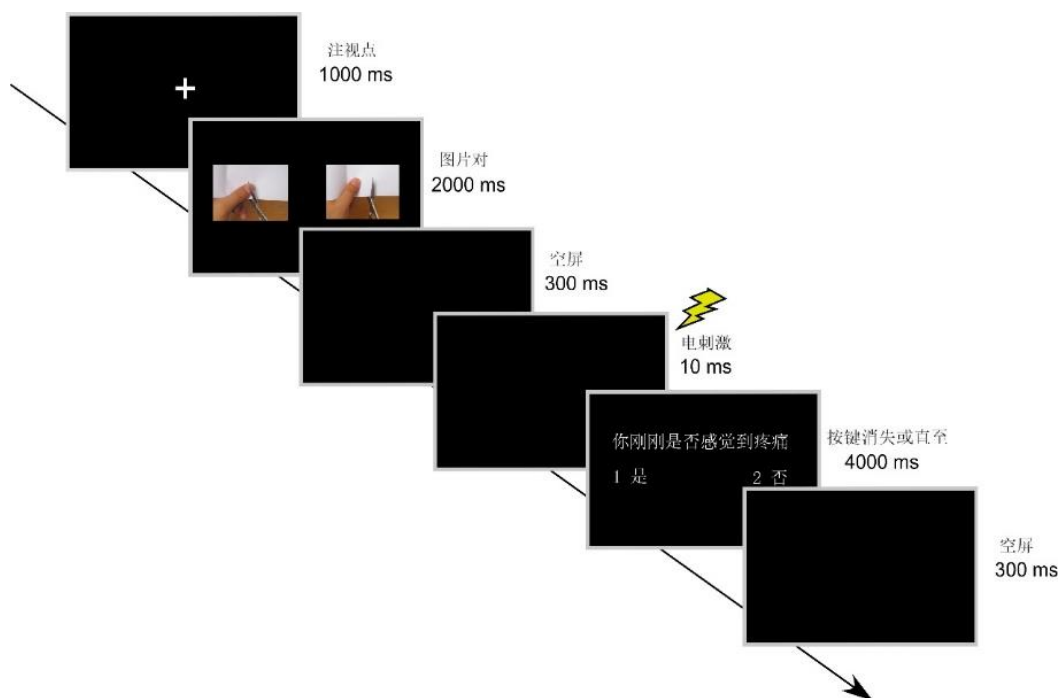 注视点
1000 ms
图片对
2000 ms
空屏
300 ms
电刺激
10 ms
你刚刚是否感觉到疼痛
1 是 2 否
按键消失或直至
4000 ms
空屏
300 ms